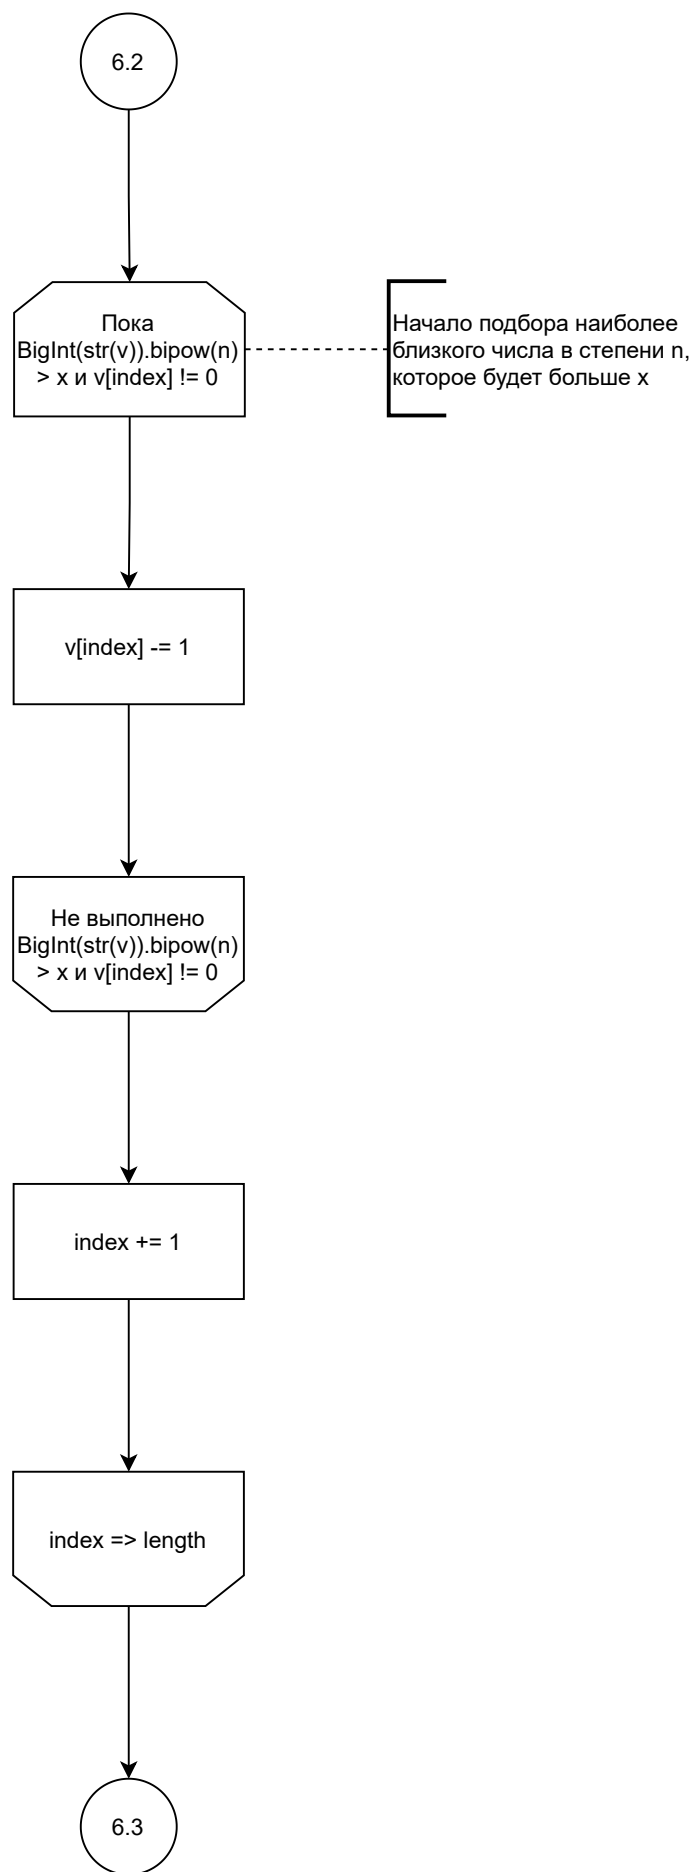 6.2
Пока
BigInt(str(v)).bipow(n)
> x и v[index] != 0
Начало подбора наиболее
близкого числа в степени n,
которое будет больше x
v[index] -= 1
Не выполнено
BigInt(str(v)).bipow(n)
> x и v[index] != 0
index += 1
index => length
6.3